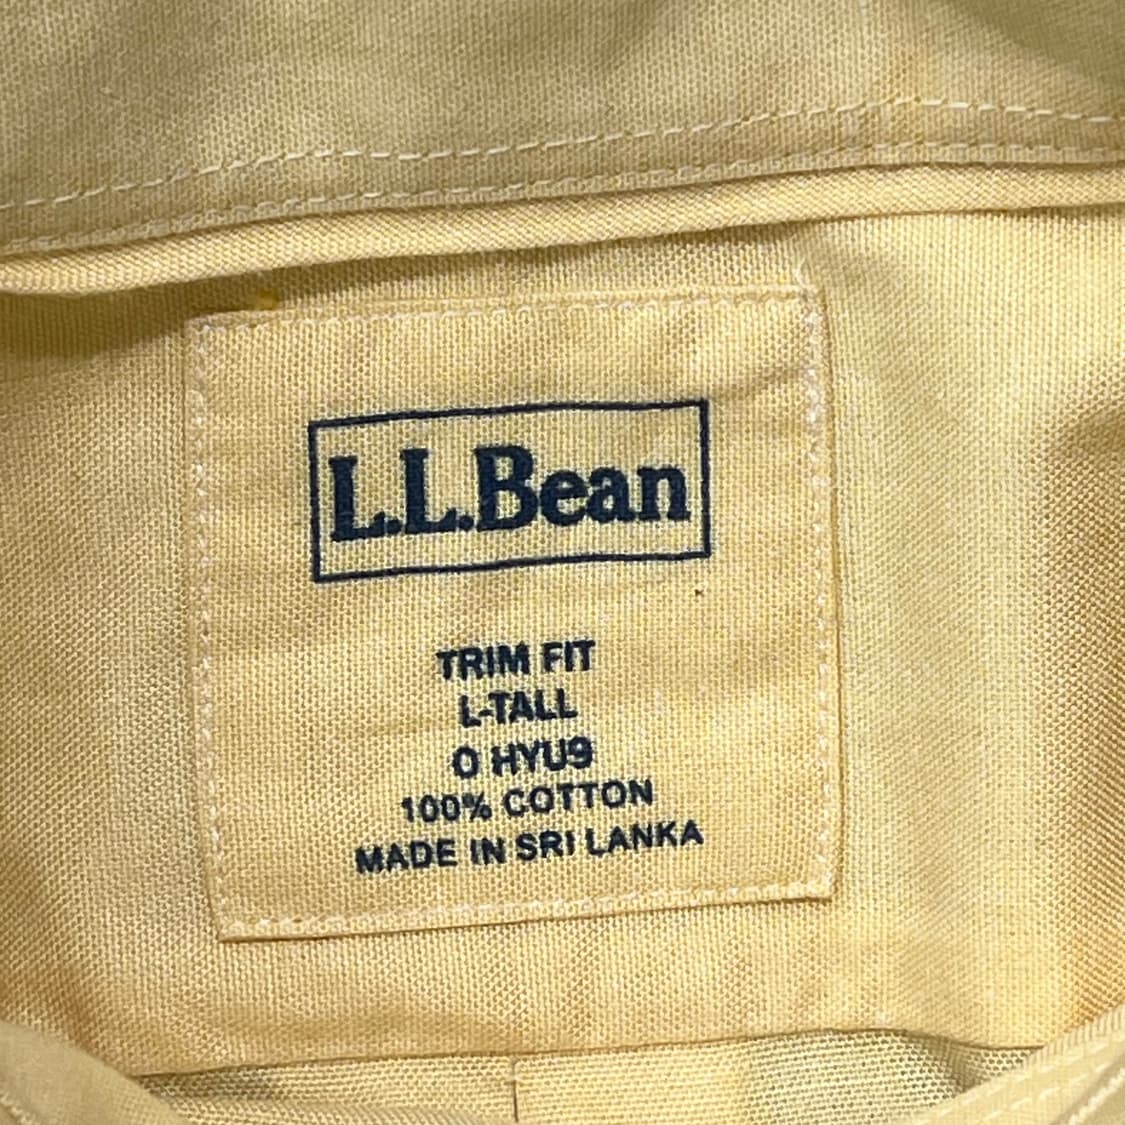 L.L.Bean
TRIM FIT
L-TALL
0 HYU9
100% COTTON
MADE IN SRI LANKA